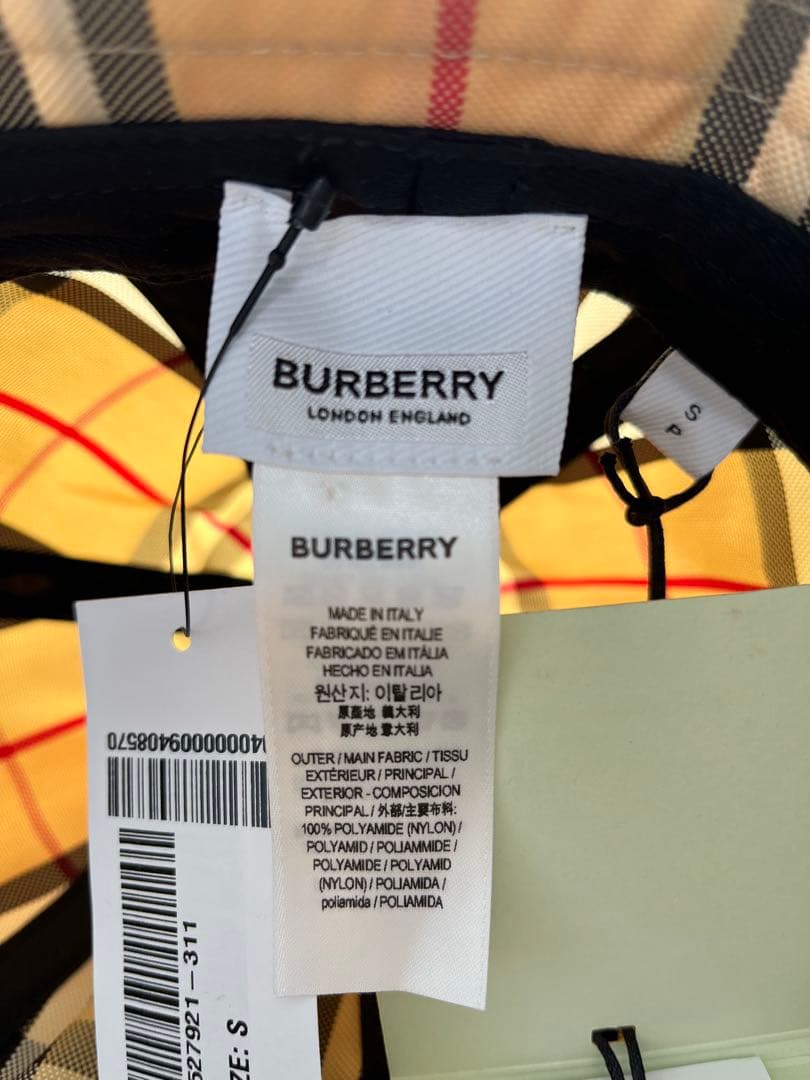 BURBERRY
LONDON ENGLAND
S
P
BURBERRY
MADE IN ITALY
FABRIQUÉ EN ITALIE
FABRICADO EM ITÁLIA
HECHO EN ITALIA
원산지: 이탈리아
原產地 義大利
原产地 意大利
OUTER / MAIN FABRIC / TISSU
EXTÉRIEUR / PRINCIPAL /
EXTERIOR - COMPOSICION
PRINCIPAL / 外部/主要布料:
100% POLYAMIDE (NYLON) /
POLYAMID / POLIAMMIDE /
POLYAMIDE / POLYAMID
(NYLON) / POLIAMIDA /
poliamida / POLIAMIDA
400000009408570
527921-311
ZE: S